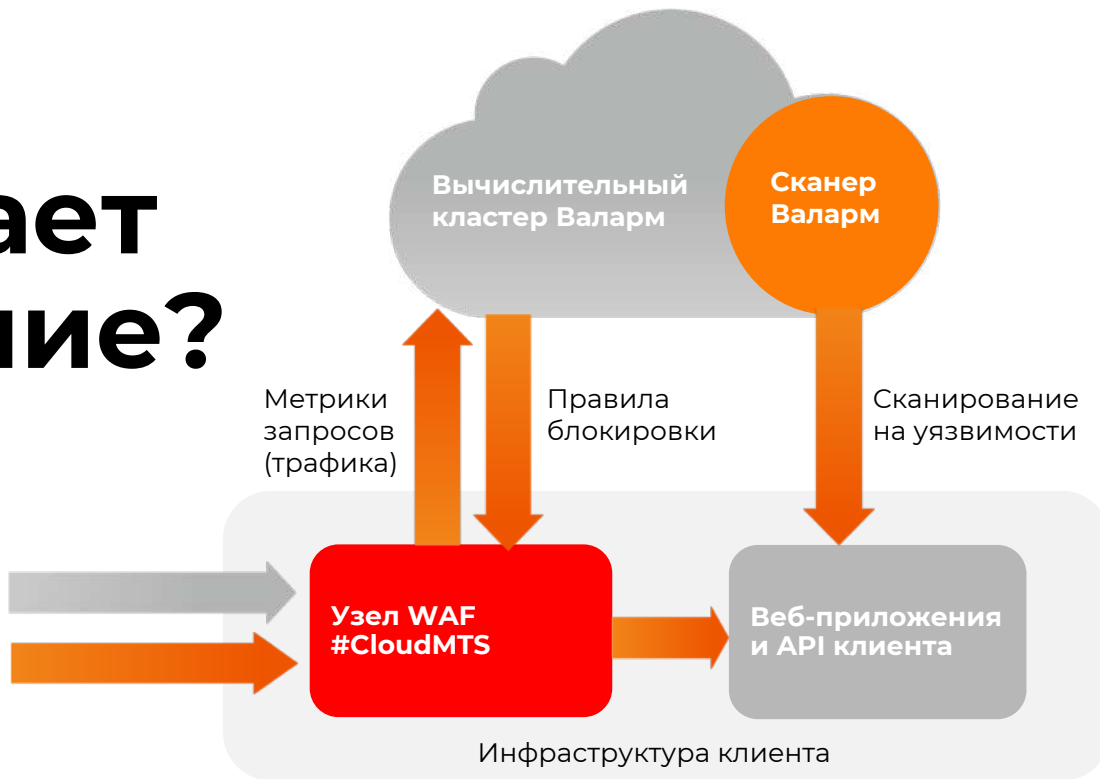 ает
ние?
Вычислительный
кластер Валарм
Сканер
Валарм
Метрики
запросов
(трафика)
Правила
блокировки
Сканирование
на уязвимости
Узел WAF
#CloudMTS
Веб-приложения
и API клиента
Инфраструктура клиента